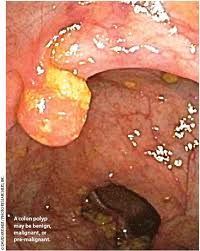 A colon polyp
may be benign,
malignant, or
pre-malignant.